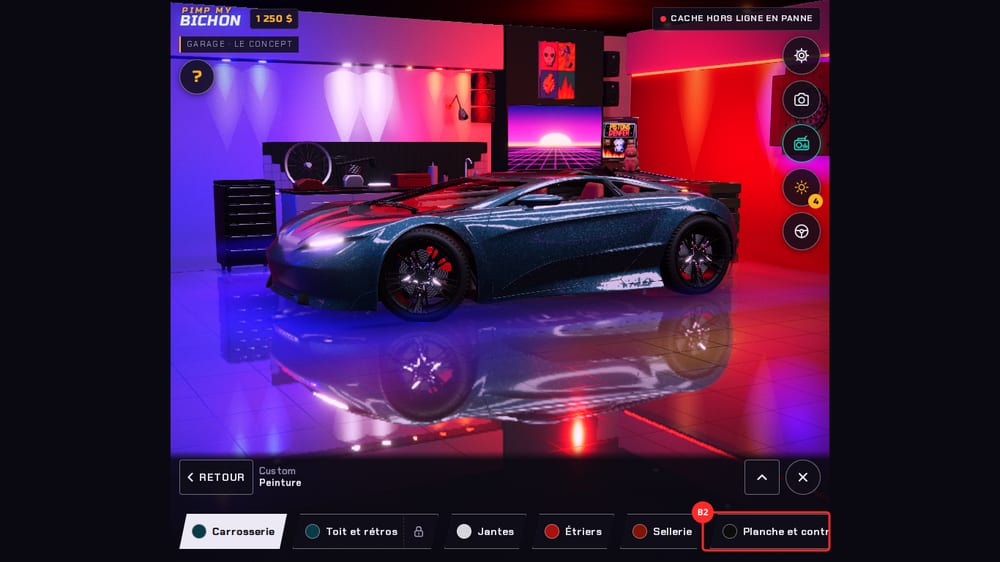 PIMP MY
BICHON
1 250 $
CACHE HORS LIGNE EN PANNE
GARAGE · LE CONCEPT
?
4
RETOUR
Custom
Peinture
Carrosserie
Toit et rétros
Jantes
Étriers
Sellerie
B2
Planche et contr